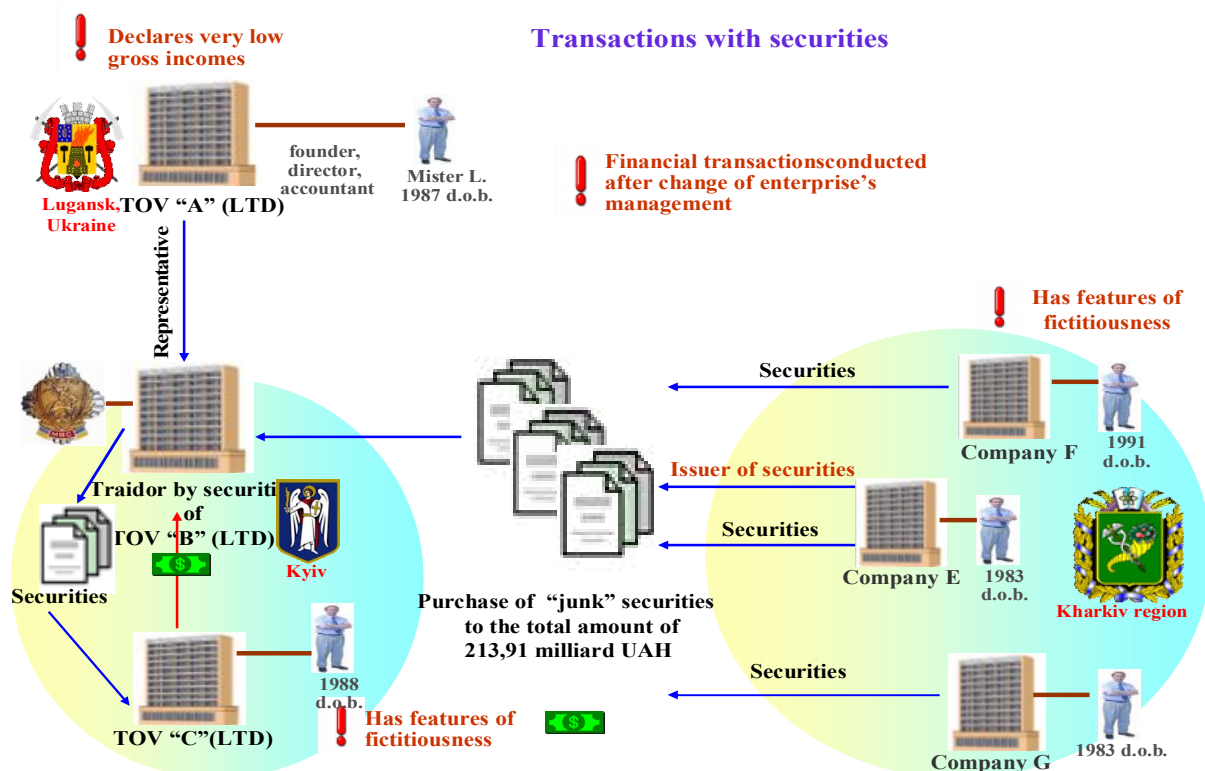 Transactions with securities
Declares very low
gross incomes
founder,
director,
accountant
Mister L.
1987 d.o.b.
Lugansk,
Ukraine
TOV “A” (LTD)
Financial transactionsconducted
after change of enterprise’s
management
Representative
Has features of
fictitiousness
Securities
Company F
1991
d.o.b.
Issuer of securities
Securities
Company E
1983
d.o.b.
Kharkiv region
Traidor by securiti
of
TOV “B” (LTD)
Kyiv
Securities
Purchase of “junk” securities
to the total amount of
213,91 milliard UAH
1988
d.o.b.
TOV “C”(LTD)
Has features of
fictitiousness
Securities
Company G
1983 d.o.b.